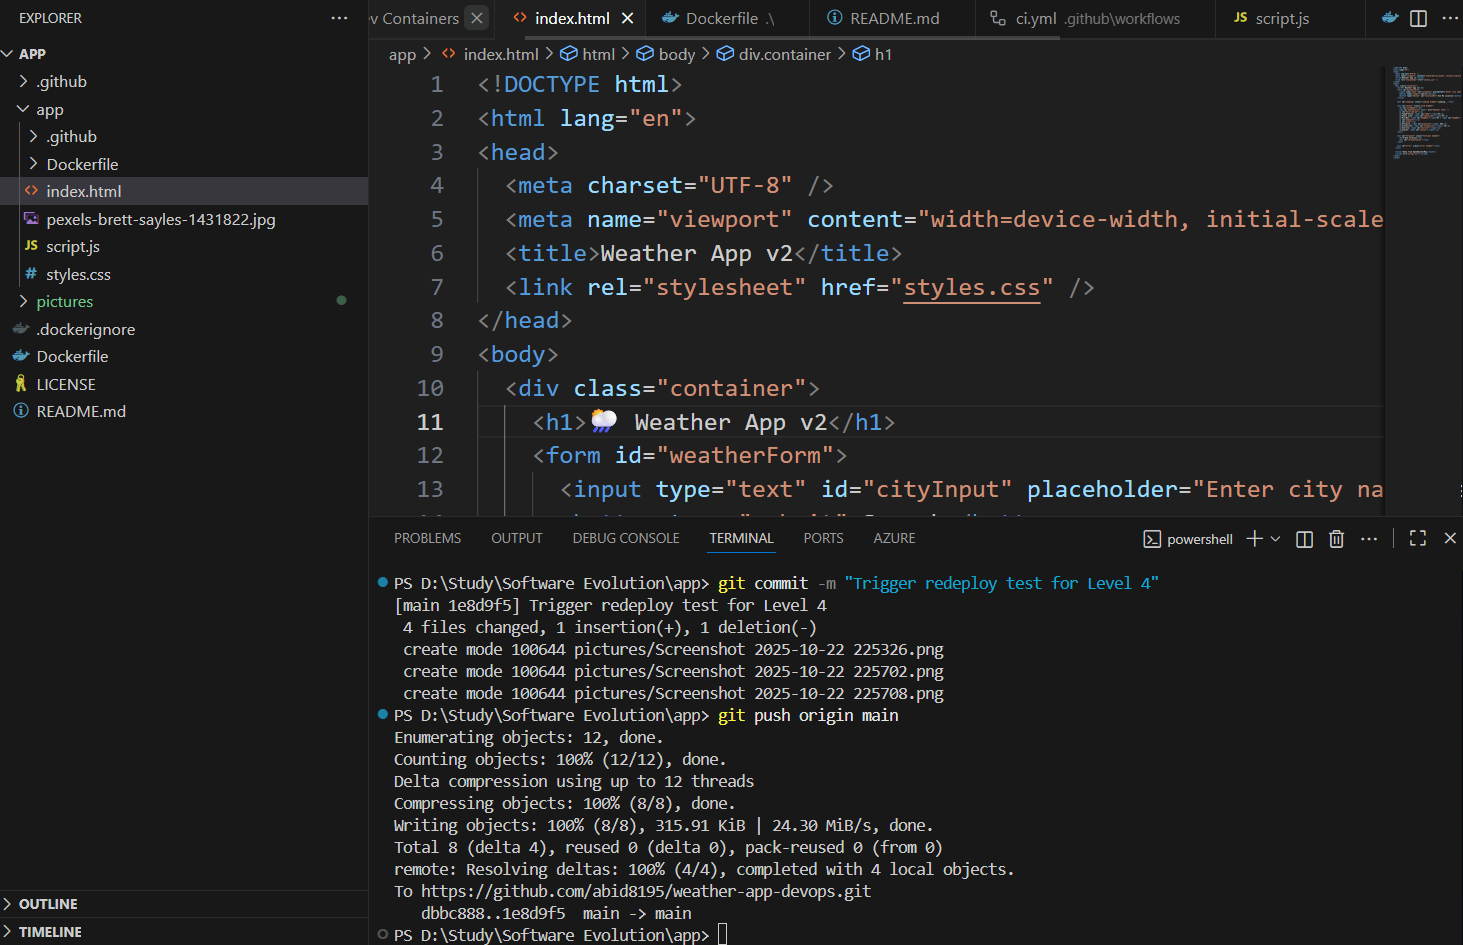 EXPLORER
APP
.github
app
.github
Dockerfile
index.html
pexels-brett-sayles-1431822.jpg
JS script.js
# styles.css
pictures
.dockerignore
Dockerfile
LICENSE
README.md
OUTLINE
TIMELINE
ev Containers
index.html
Dockerfile .\
README.md
ci.yml .github\workflows
JS script.js
app > index.html > html > body > div.container > h1
1 <!DOCTYPE html>
2 <html lang="en">
3 <head>
4 <meta charset="UTF-8" />
5 <meta name="viewport" content="width=device-width, initial-scale
6 <title>Weather App v2</title>
7 <link rel="stylesheet" href="styles.css" />
8 </head>
9 <body>
10 <div class="container">
11 <h1>🌦️ Weather App v2</h1>
12 <form id="weatherForm">
13 <input type="text" id="cityInput" placeholder="Enter city na
PROBLEMS OUTPUT DEBUG CONSOLE TERMINAL PORTS AZURE
powershell
PS D:\Study\Software Evolution\app> git commit -m "Trigger redeploy test for Level 4"
[main 1e8d9f5] Trigger redeploy test for Level 4
4 files changed, 1 insertion(+), 1 deletion(-)
create mode 100644 pictures/Screenshot 2025-10-22 225326.png
create mode 100644 pictures/Screenshot 2025-10-22 225702.png
create mode 100644 pictures/Screenshot 2025-10-22 225708.png
PS D:\Study\Software Evolution\app> git push origin main
Enumerating objects: 12, done.
Counting objects: 100% (12/12), done.
Delta compression using up to 12 threads
Compressing objects: 100% (8/8), done.
Writing objects: 100% (8/8), 315.91 KiB | 24.30 MiB/s, done.
Total 8 (delta 4), reused 0 (delta 0), pack-reused 0 (from 0)
remote: Resolving deltas: 100% (4/4), completed with 4 local objects.
To https://github.com/abid8195/weather-app-devops.git
dbbc888..1e8d9f5 main -> main
PS D:\Study\Software Evolution\app>